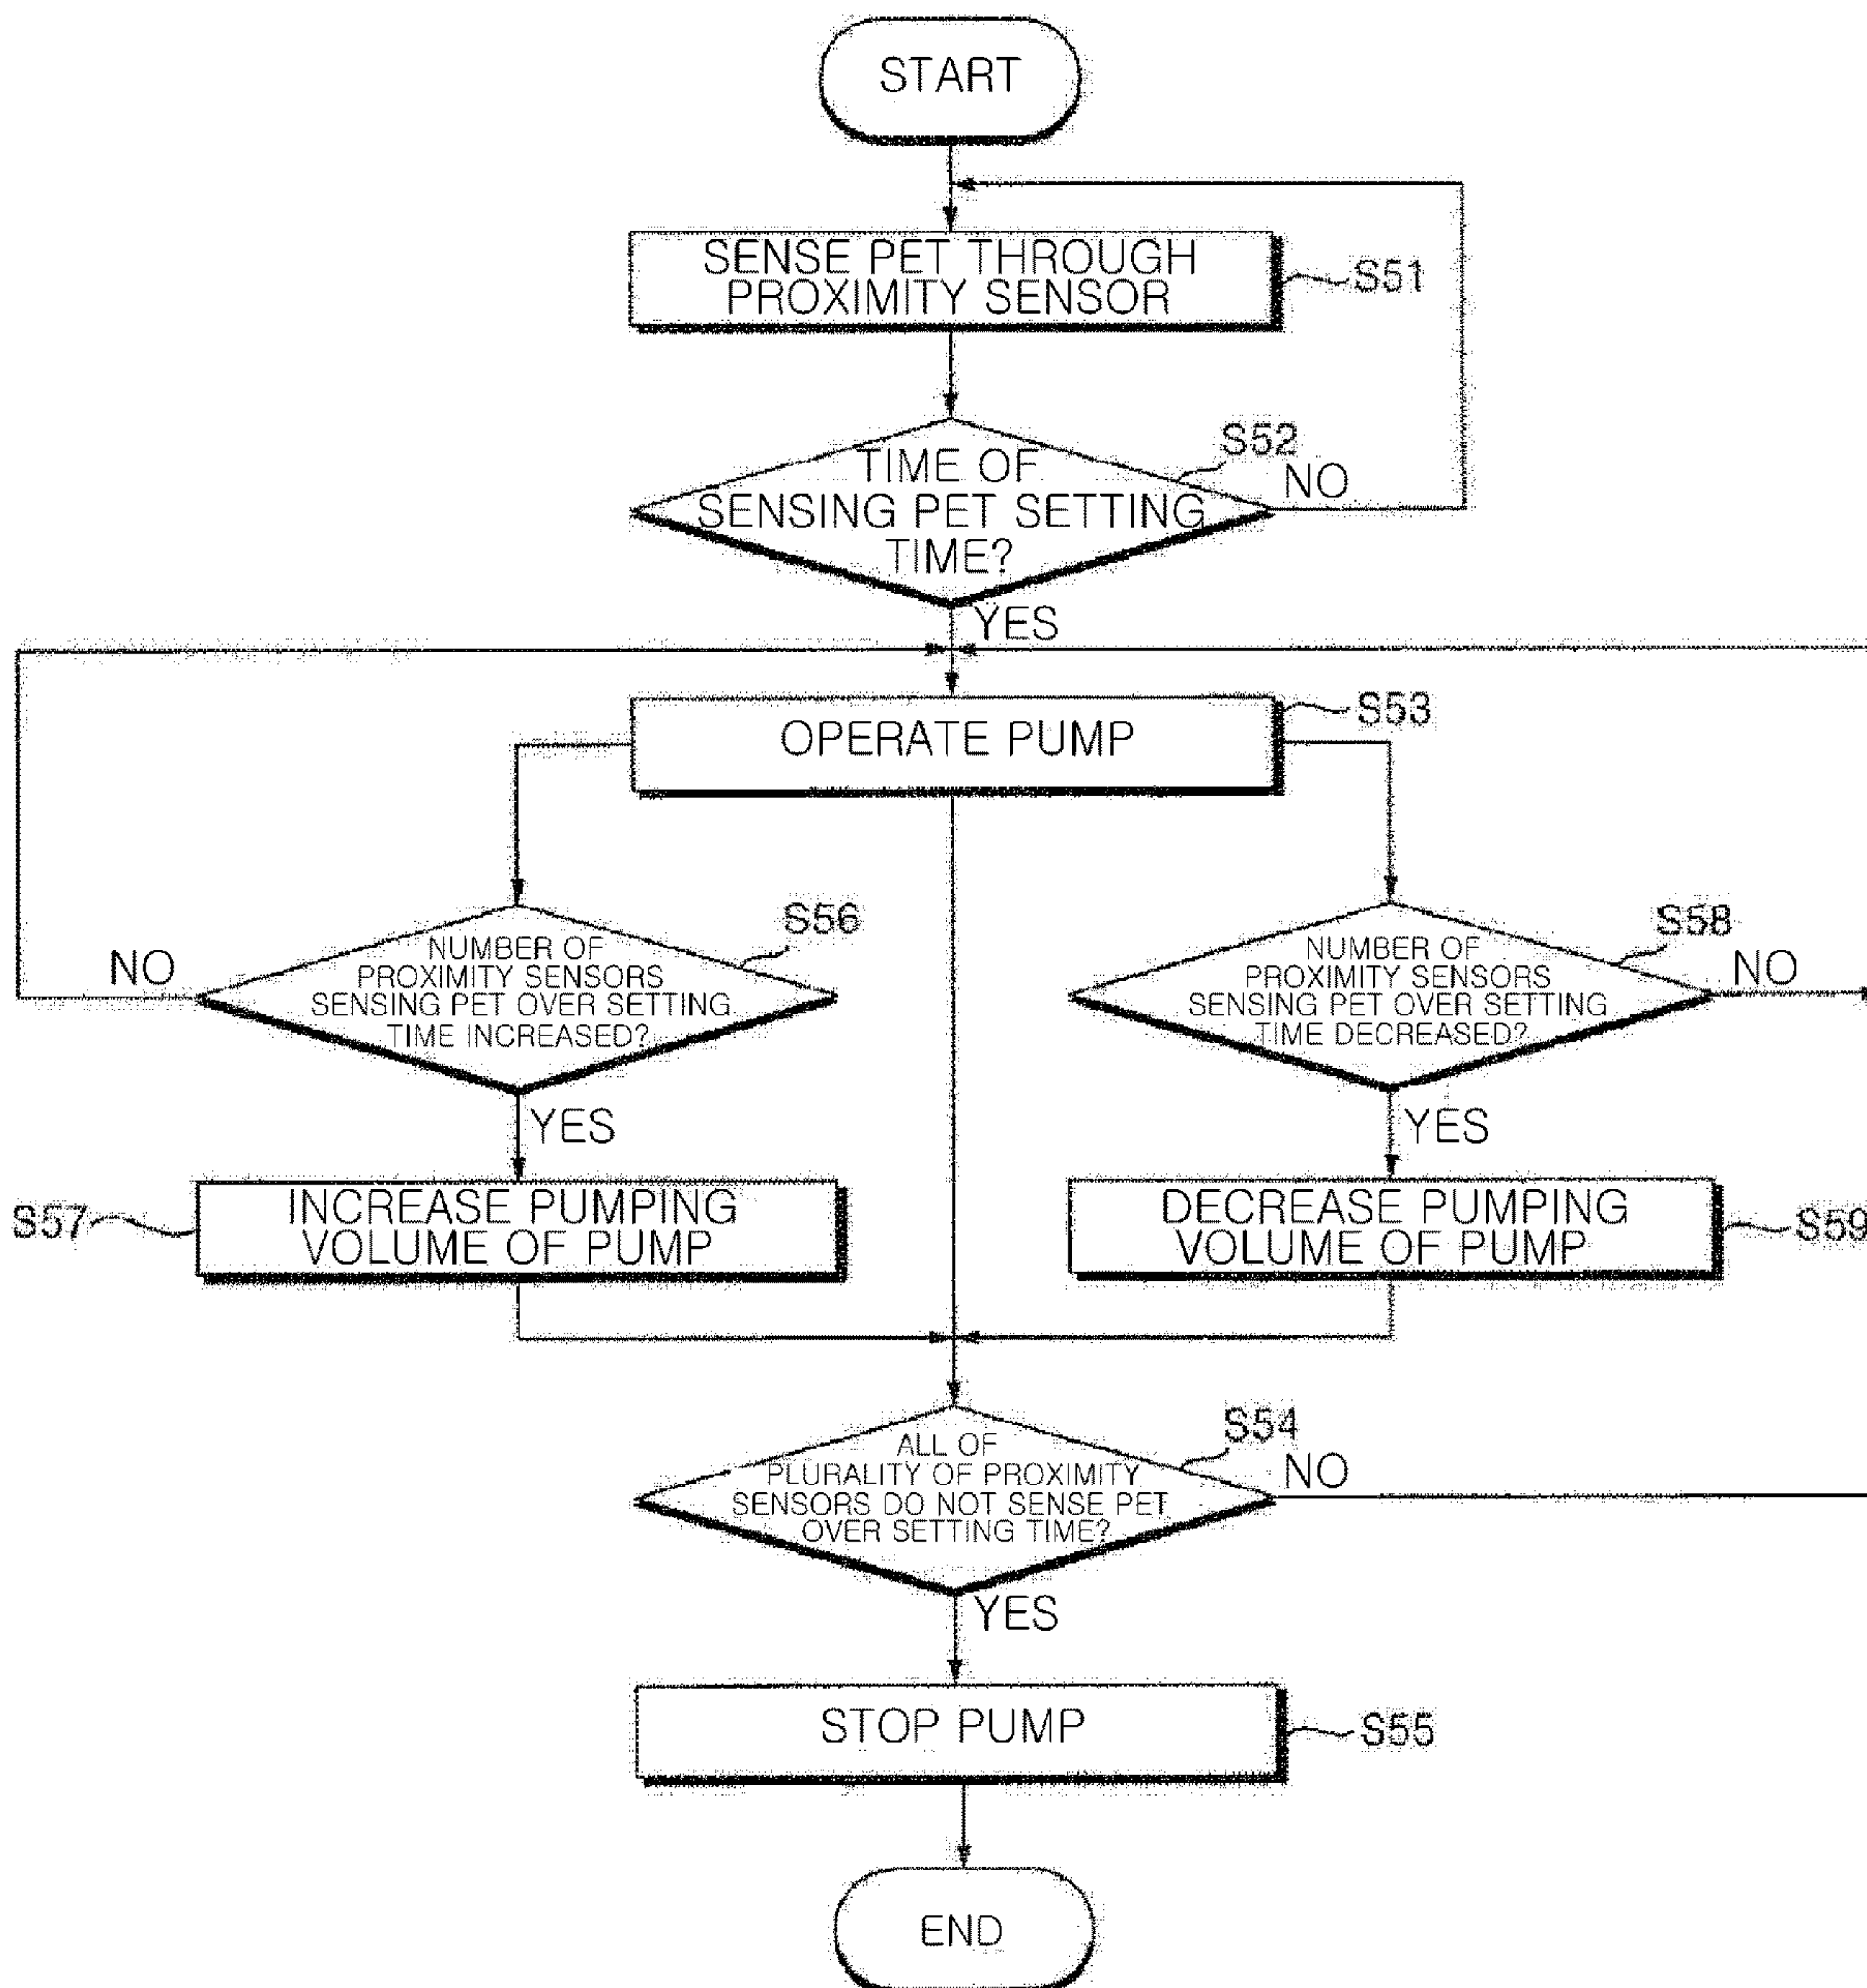 START
SENSE PET THROUGH
PROXIMITY SENSOR
S51
S52
TIME OF
SENSING PET SETTING
TIME?
NO
YES
OPERATE PUMP
S53
S56
NUMBER OF
PROXIMITY SENSORS
SENSING PET OVER SETTING
TIME INCREASED?
NO
YES
S58
NUMBER OF
PROXIMITY SENSORS
SENSING PET OVER SETTING
TIME DECREASED?
NO
YES
S57
INCREASE PUMPING
VOLUME OF PUMP
DECREASE PUMPING
VOLUME OF PUMP
S59
S54
ALL OF
PLURALITY OF PROXIMITY
SENSORS DO NOT SENSE PET
OVER SETTING TIME?
NO
YES
STOP PUMP
S55
END